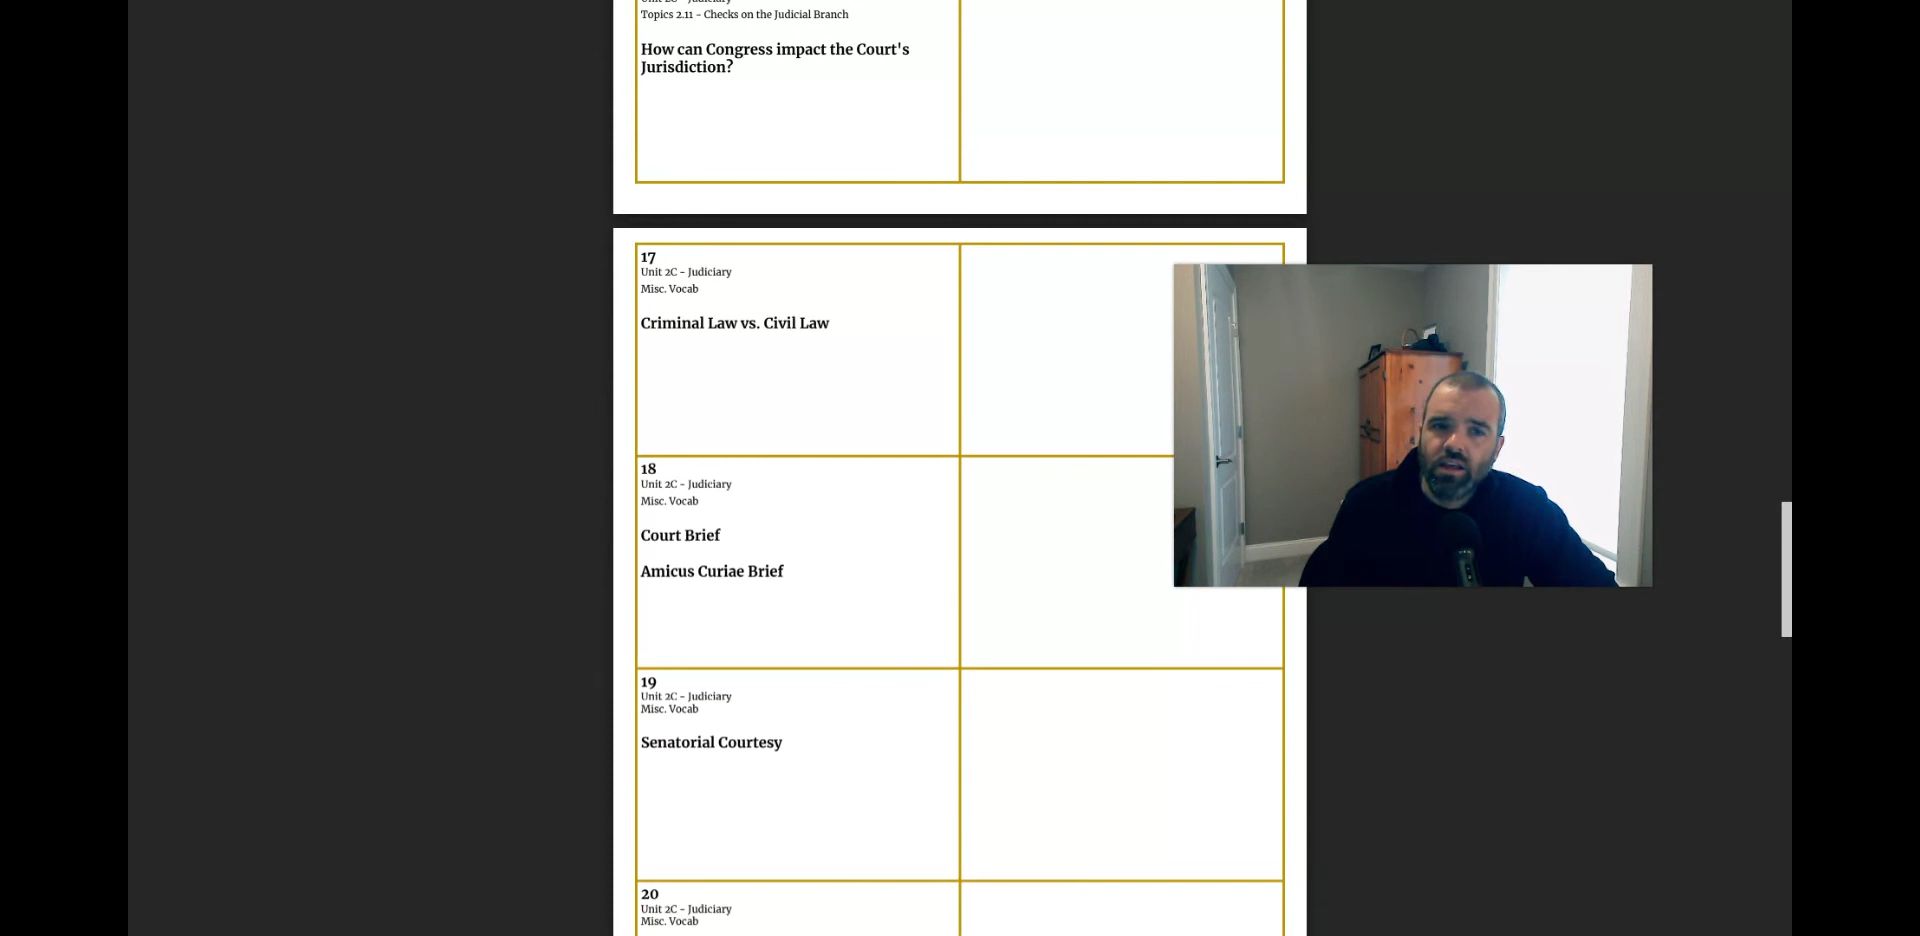 Topics 2.11 - Checks on the Judicial Branch
How can Congress impact the Court's
Jurisdiction?
17
Unit 2C - Judiciary
Misc. Vocab
Criminal Law vs. Civil Law
18
Unit 2C - Judiciary
Misc. Vocab
Court Brief
Amicus Curiae Brief
19
Unit 2C - Judiciary
Misc. Vocab
Senatorial Courtesy
20
Unit 2C - Judiciary
Misc. Vocab